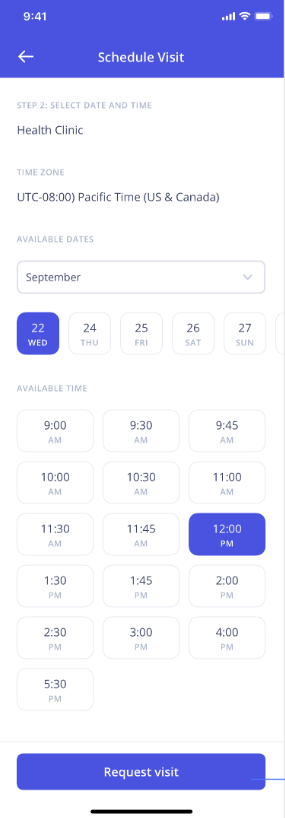 9:41
Schedule Visit
STEP 2: SELECT DATE AND TIME
Health Clinic
TIME ZONE
UTC-08:00) Pacific Time (US & Canada)
AVAILABLE DATES
September
22 24 25 26 27
WED THU FRI SAT SUN
AVAILABLE TIME
9:00 9:30 9:45
AM AM AM
10:00 10:30 11:00
AM AM AM
11:30 11:45 12:00
AM AM PM
1:30 1:45 2:00
PM PM PM
2:30 3:00 4:00
PM PM PM
5:30
PM
Request visit